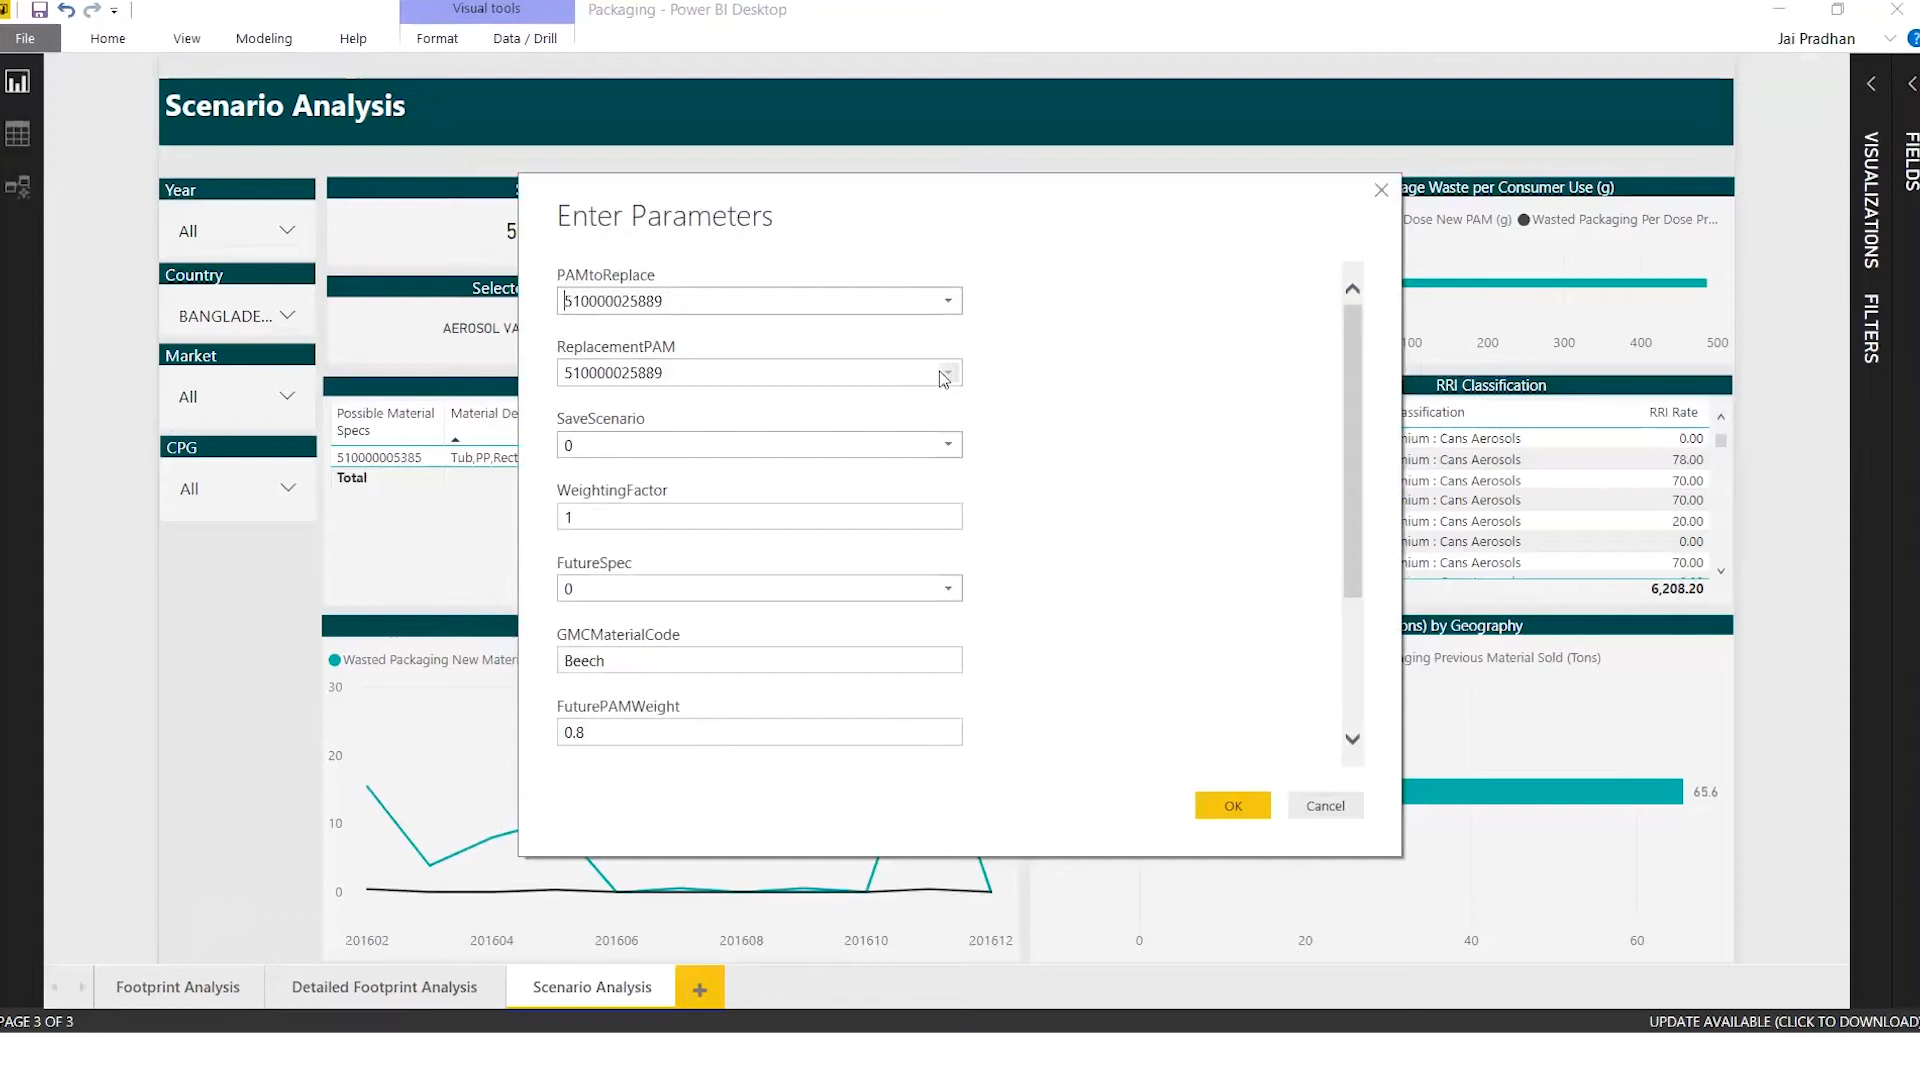 Visual tools
Packaging - Power BI Desktop
File
Home
View
Modeling
Help
Format
Data / Drill
Jai Pradhan
?
Scenario Analysis
Year
All
Country
BANGLADE...
Market
All
CPG
All
5
Selecte
AEROSOL VA
Possible Material
Specs
Material De
510000005385
Tub,PP,Rect
Total
Enter Parameters
PAMtoReplace
510000025889
ReplacementPAM
510000025889
SaveScenario
0
WeightingFactor
1
FutureSpec
0
GMCMaterialCode
Beech
FuturePAMWeight
0.8
OK
Cancel
age Waste per Consumer Use (g)
Dose New PAM (g)
Wasted Packaging Per Dose Pr...
100
200
300
400
500
RRI Classification
assification
RRI Rate
nium : Cans Aerosols
0.00
nium : Cans Aerosols
78.00
nium : Cans Aerosols
70.00
nium : Cans Aerosols
70.00
nium : Cans Aerosols
20.00
nium : Cans Aerosols
0.00
nium : Cans Aerosols
70.00
6,208.20
ons) by Geography
ging Previous Material Sold (Tons)
65.6
0
20
40
60
Wasted Packaging New Mater
30
20
10
0
201602
201604
201606
201608
201610
201612
VISUALIZATIONS
FILTERS
FIELDS
Footprint Analysis
Detailed Footprint Analysis
Scenario Analysis
PAGE 3 OF 3
UPDATE AVAILABLE (CLICK TO DOWNLOAD)